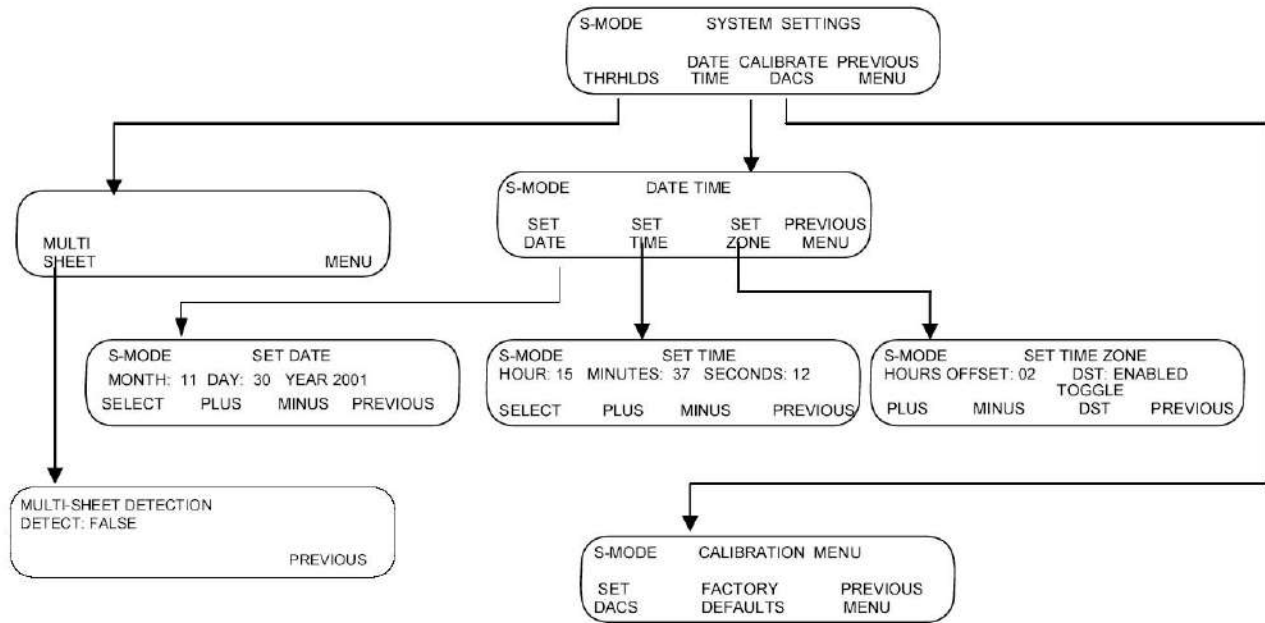 S-MODE SYSTEM SETTINGS
DATE CALIBRATE PREVIOUS
THRHLDS TIME DACS MENU
S-MODE DATE TIME
SET SET SET PREVIOUS
DATE TIME ZONE MENU
MULTI
SHEET MENU
S-MODE SET DATE
MONTH: 11 DAY: 30 YEAR 2001
SELECT PLUS MINUS PREVIOUS
S-MODE SET TIME
HOUR: 15 MINUTES: 37 SECONDS: 12
SELECT PLUS MINUS PREVIOUS
S-MODE SET TIME ZONE
HOURS OFFSET: 02 DST: ENABLED
TOGGLE
PLUS MINUS DST PREVIOUS
MULTI-SHEET DETECTION
DETECT: FALSE
PREVIOUS
S-MODE CALIBRATION MENU
SET FACTORY PREVIOUS
DACS DEFAULTS MENU